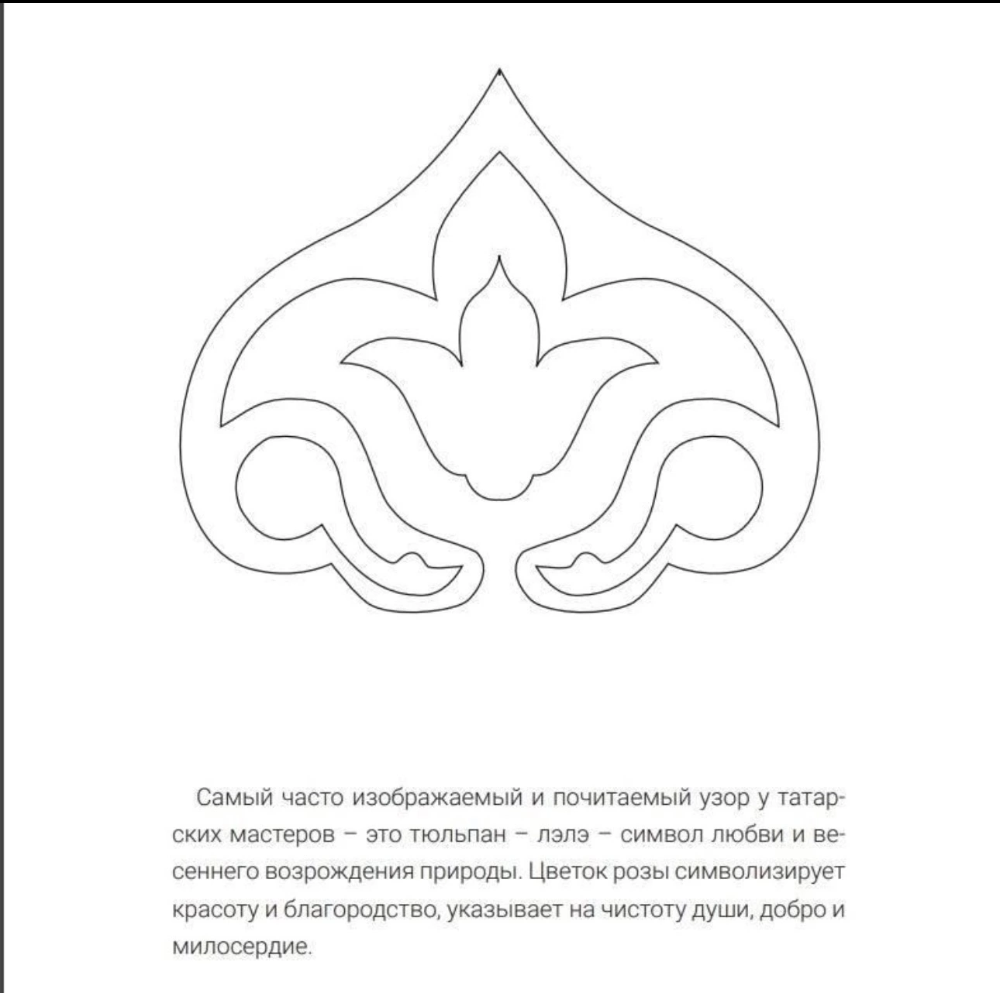 Самый часто изображаемый и почитаемый узор у татар-
ских мастеров – это тюльпан – лэлэ – символ любви и ве-
сеннего возрождения природы. Цветок розы символизирует
красоту и благородство, указывает на чистоту души, добро и
милосердие.